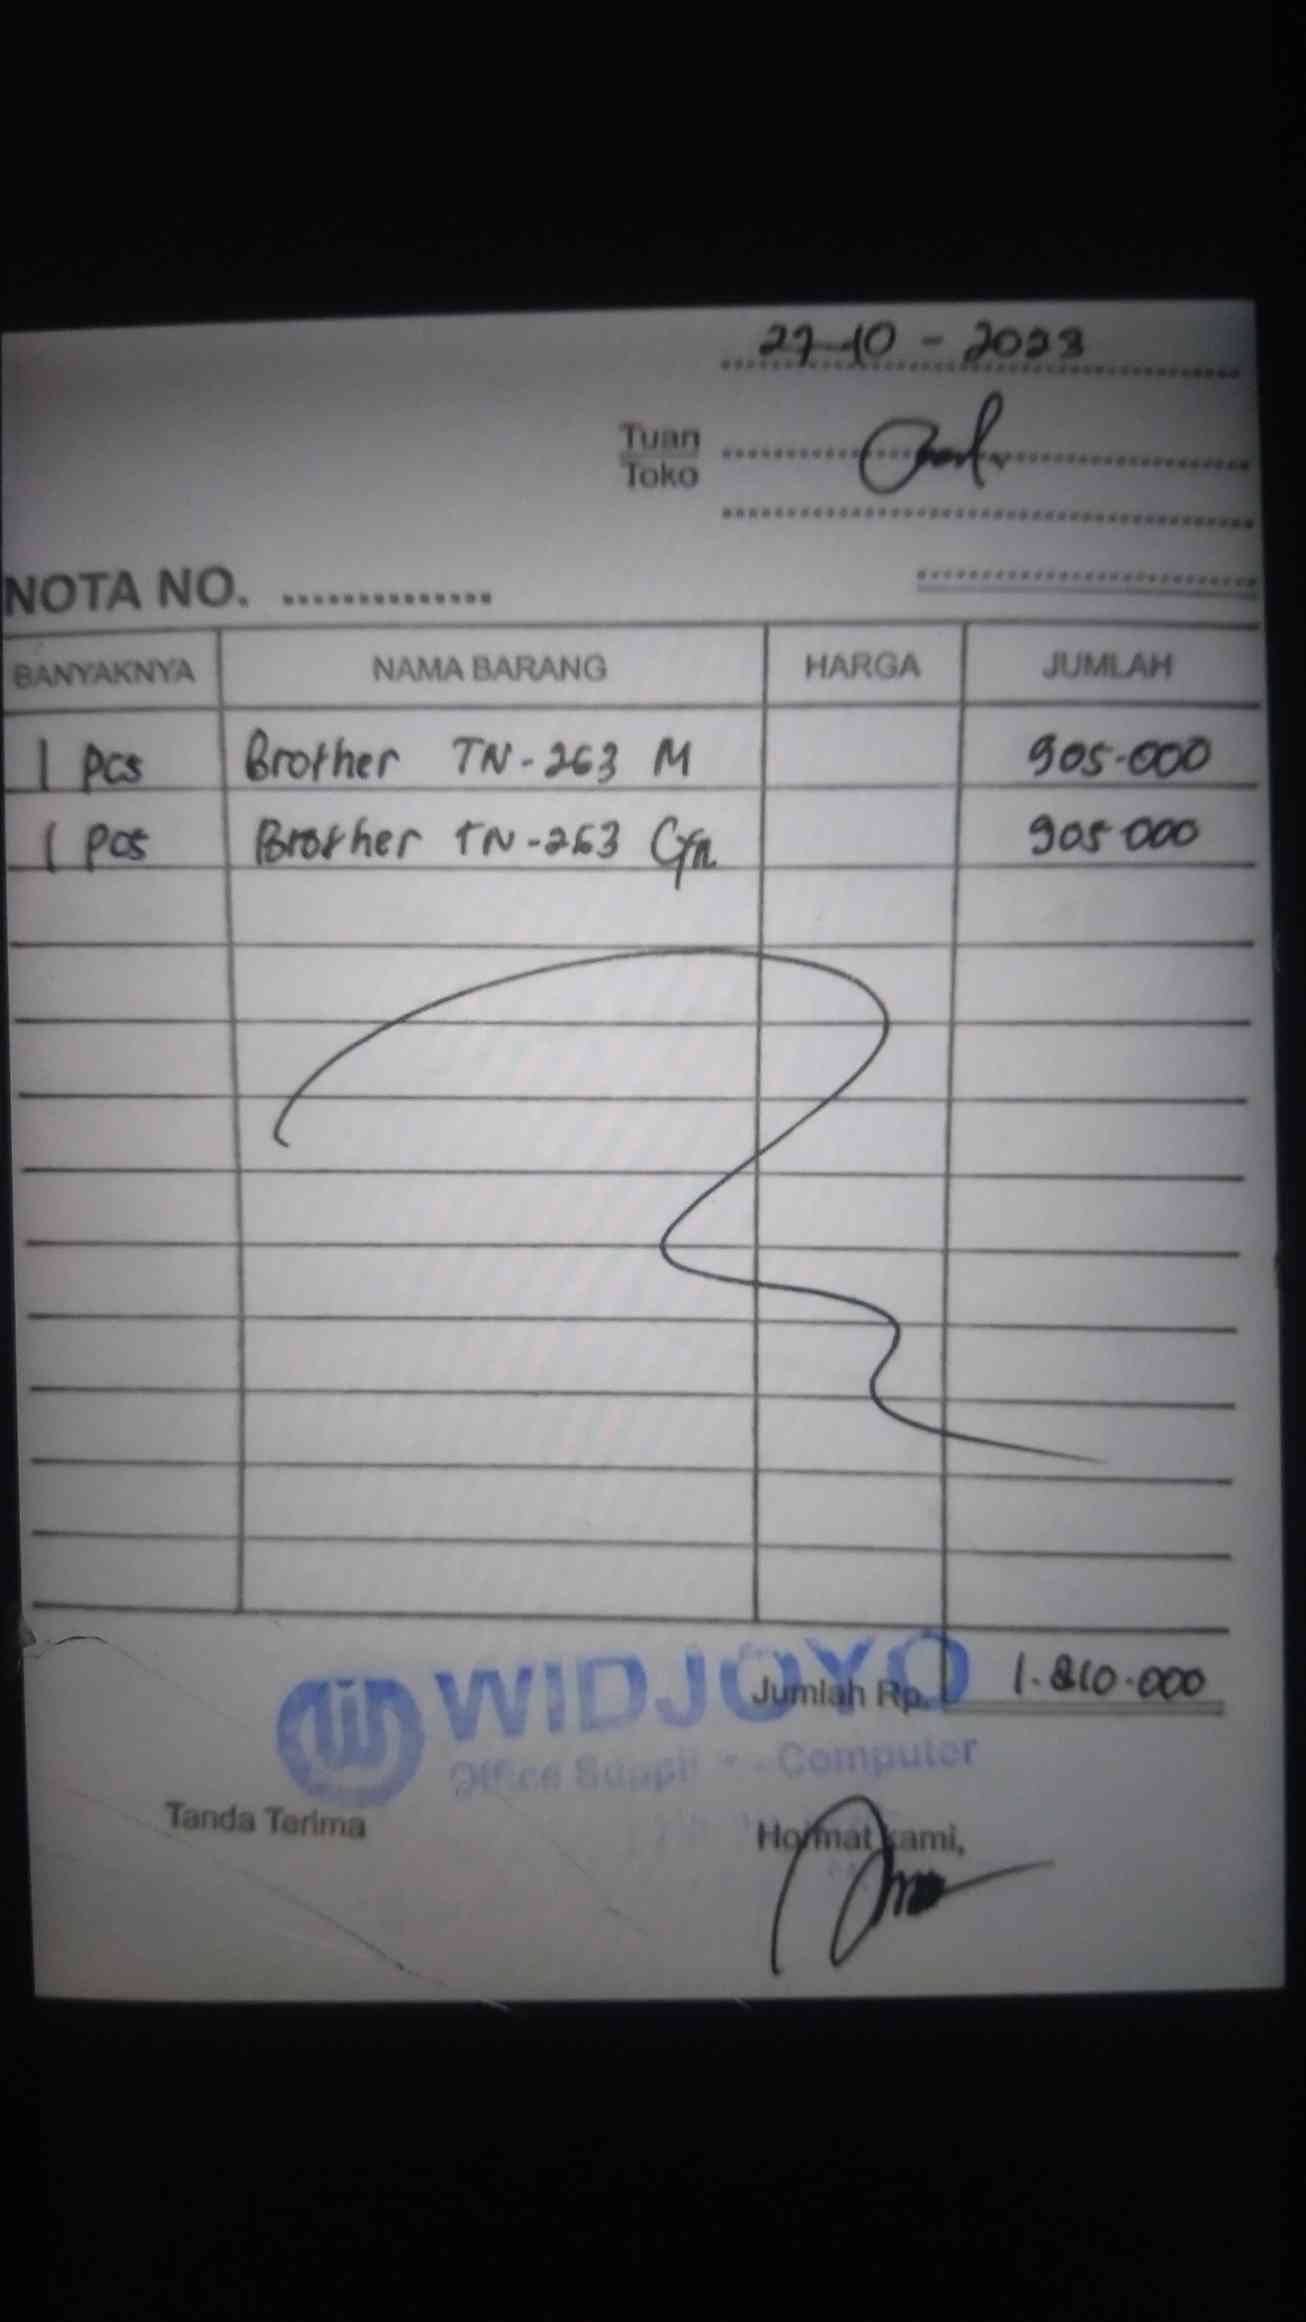 27-10-2023
Tuan
Toko
NOTA NO. ...............
BANYAKNYA NAMA BARANG HARGA JUMLAH
1 pcs Brother TN-263 M 905.000
1 pcs Brother TN-263 Cyn 905 000
WIDJOYO
Jumlah Rp. 1.810.000
Office Computer
Tanda Terima
Hormat kami,